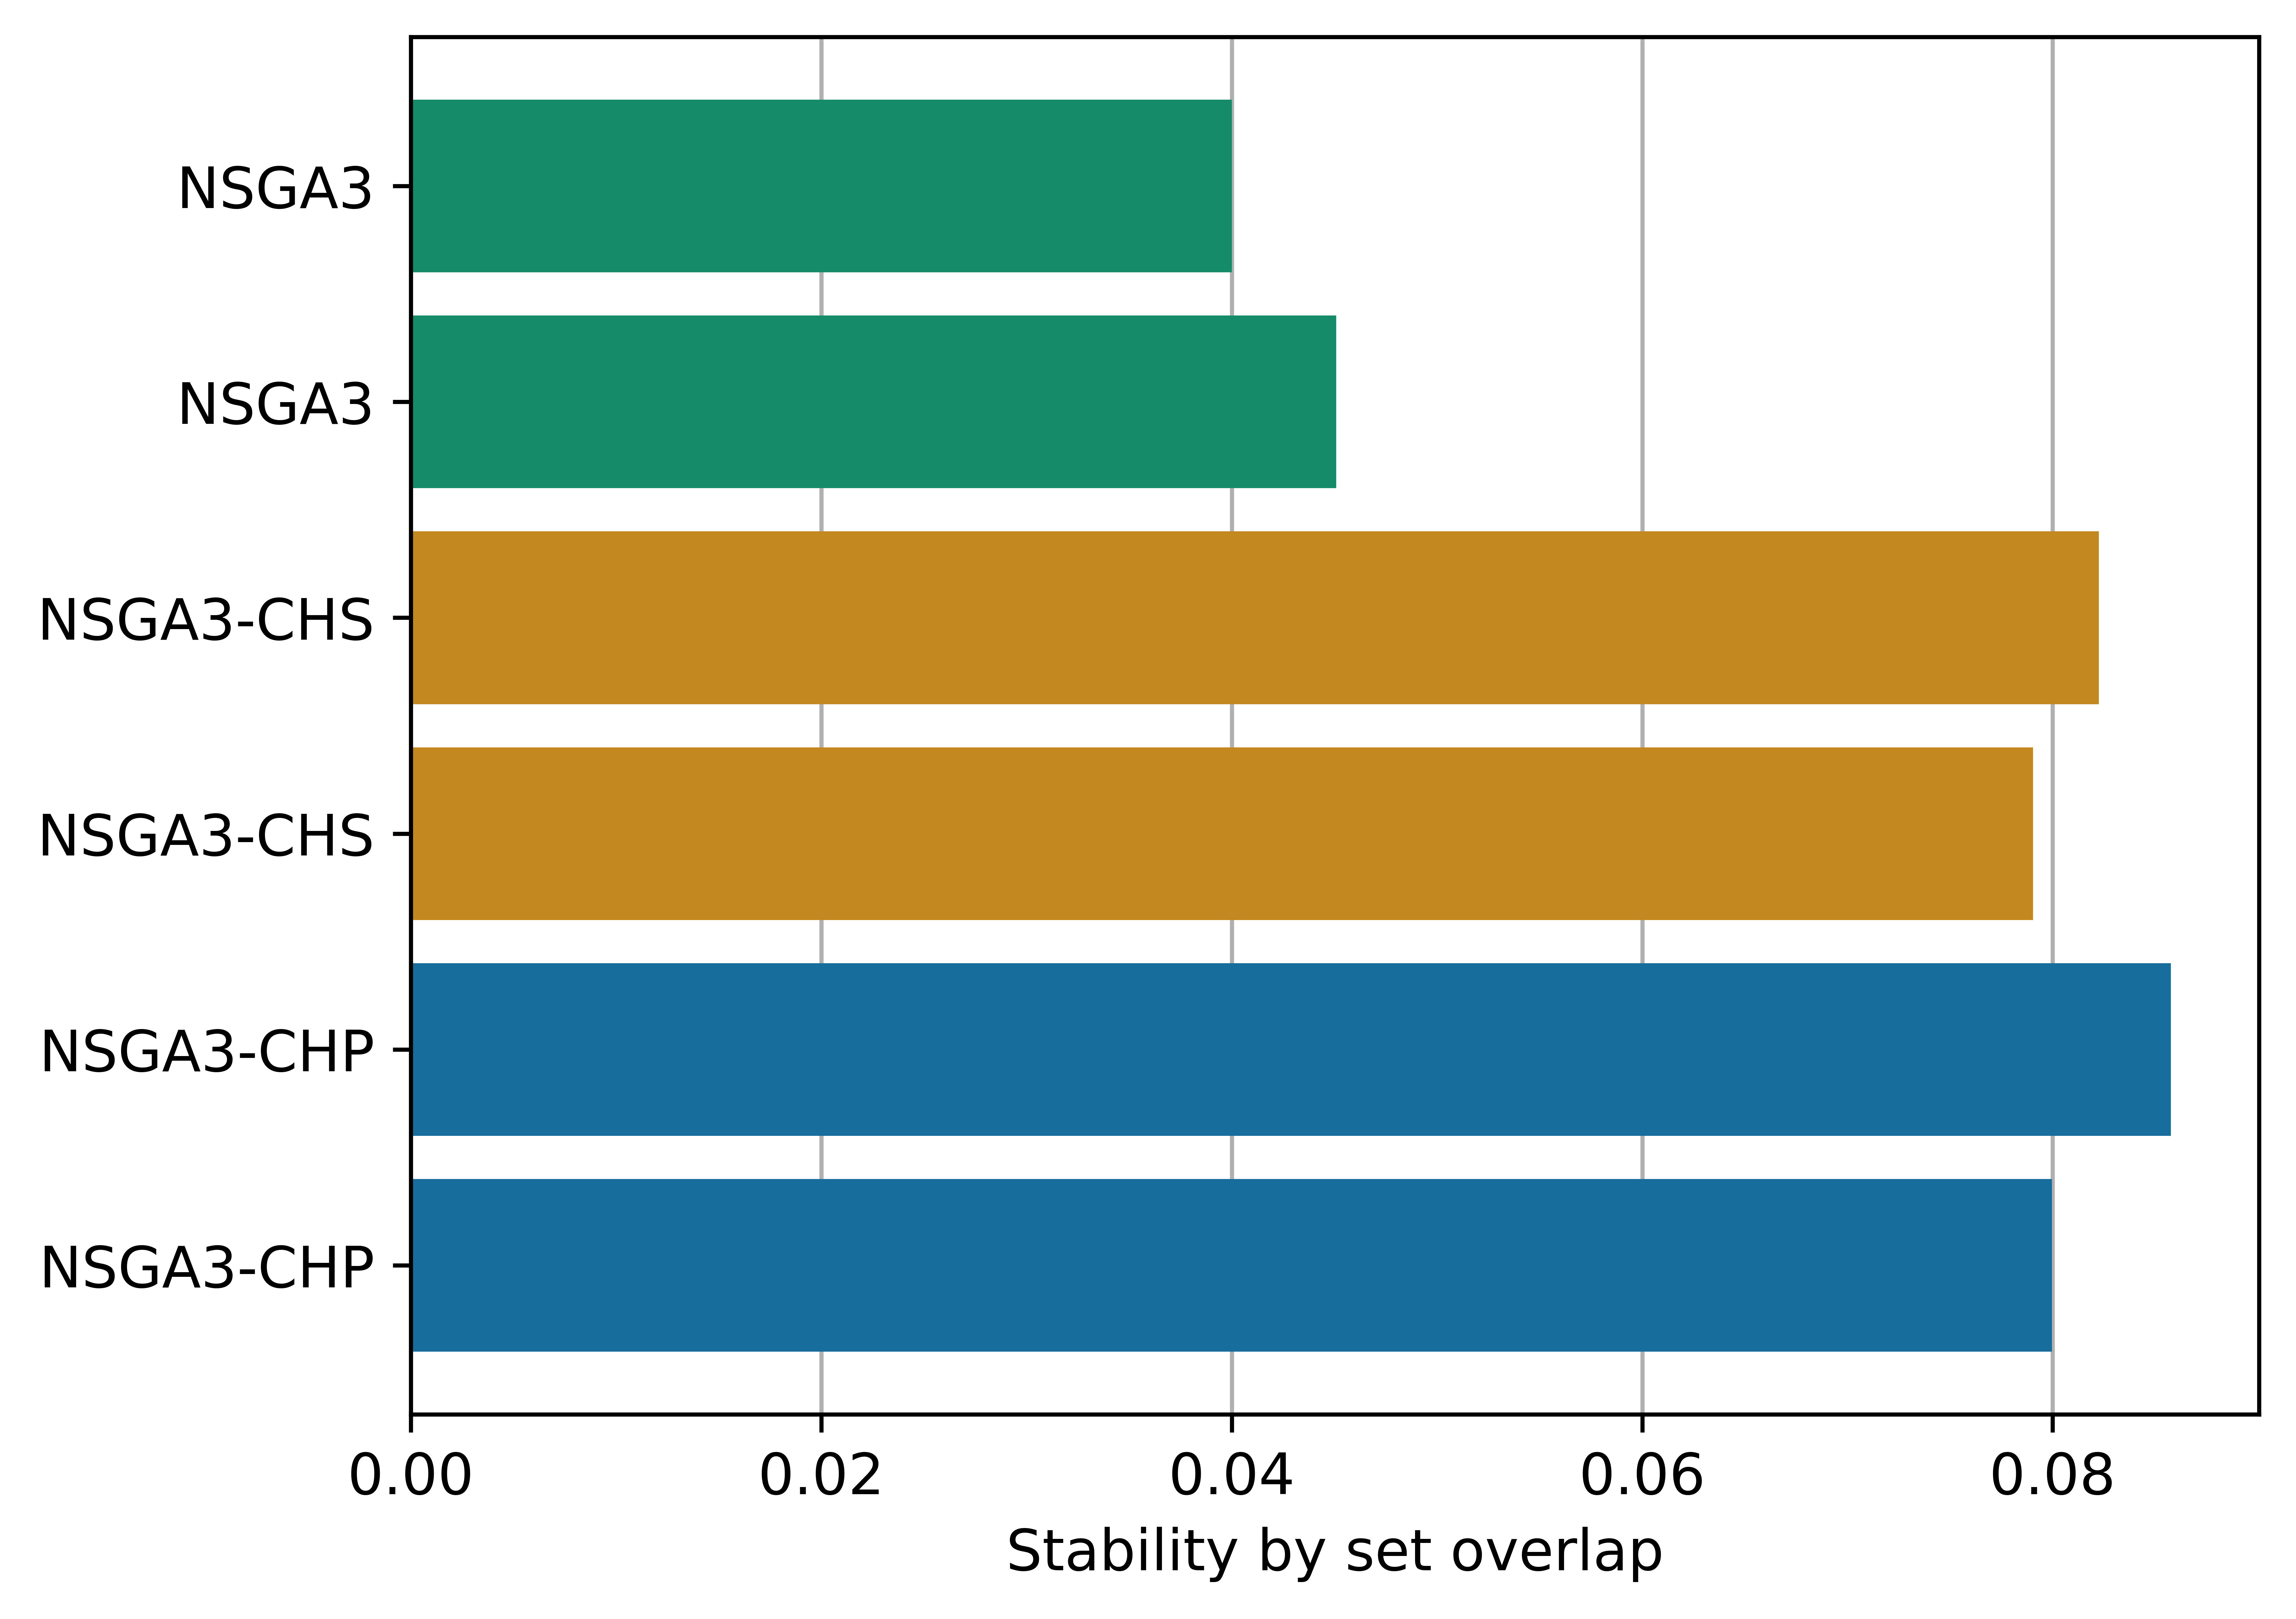 NSGA3
NSGA3
NSGA3-CHS
NSGA3-CHS
NSGA3-CHP
NSGA3-CHP
0.00 0.02 0.04 0.06 0.08
Stability by set overlap